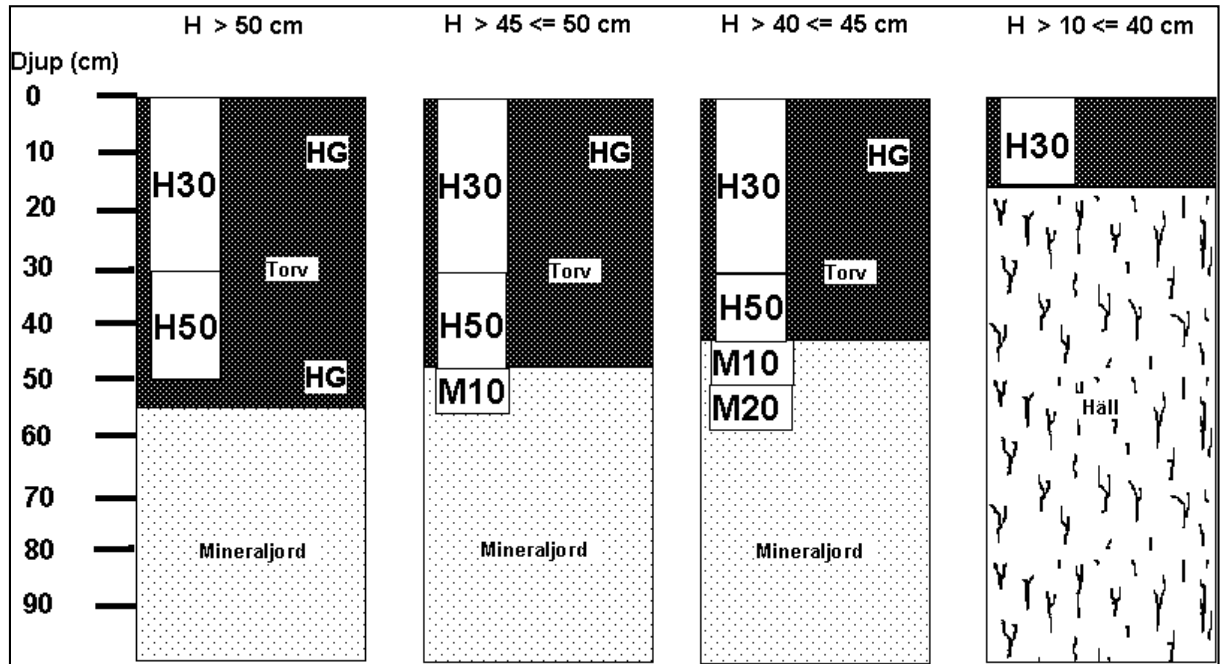 H > 50 cm
H > 45 <= 50 cm
H > 40 <= 45 cm
H > 10 <= 40 cm
Djup (cm)
0
10
20
30
40
50
60
70
80
90
H30
HG
Torv
H50
HG
Mineraljord
H30
HG
Torv
H50
M10
Mineraljord
H30
HG
Torv
H50
M10
M20
Mineraljord
H30
Häll